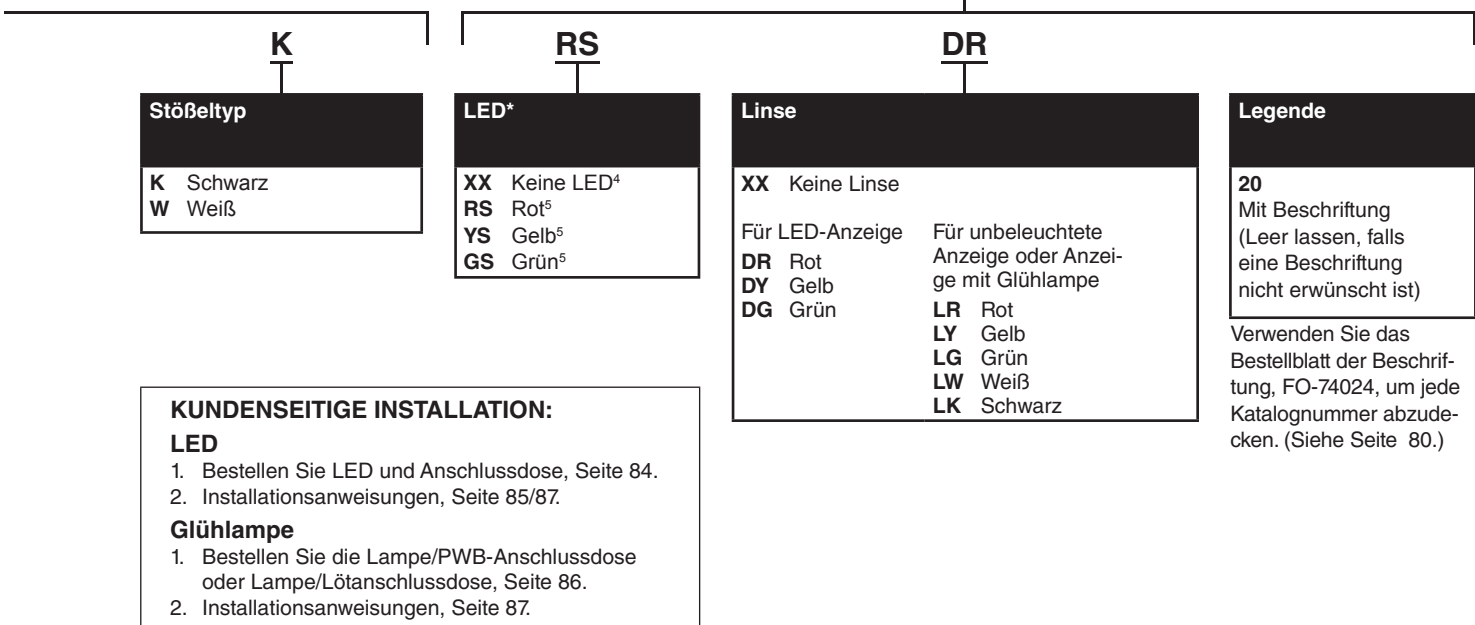 K
RS
DR
Stößeltyp
K Schwarz
W Weiß
LED*
XX Keine LED⁴
RS Rot⁵
YS Gelb⁵
GS Grün⁵
Linse
XX Keine Linse
Für LED-Anzeige
DR Rot
DY Gelb
DG Grün
Für unbeleuchtete
Anzeige oder Anzei-
ge mit Glühlampe
LR Rot
LY Gelb
LG Grün
LW Weiß
LK Schwarz
Legende
20
Mit Beschriftung
(Leer lassen, falls
eine Beschriftung
nicht erwünscht ist)
Verwenden Sie das
Bestellblatt der Beschrif-
tung, FO-74024, um jede
Katalognummer abzude-
cken. (Siehe Seite 80.)
KUNDENSEITIGE INSTALLATION:
LED
1. Bestellen Sie LED und Anschlussdose, Seite 84.
2. Installationsanweisungen, Seite 85/87.
Glühlampe
1. Bestellen Sie die Lampe/PWB-Anschlussdose
oder Lampe/Lötanschlussdose, Seite 86.
2. Installationsanweisungen, Seite 87.